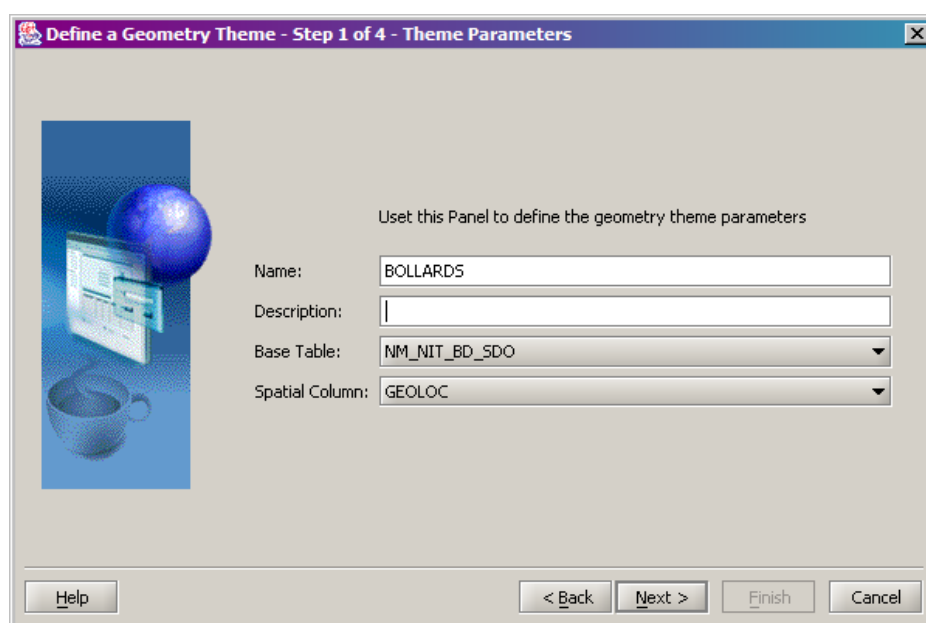 Define a Geometry Theme - Step 1 of 4 - Theme Parameters
Uset this Panel to define the geometry theme parameters
Name: BOLLARDS
Description:
Base Table: NM_NIT_BD_SDO
Spatial Column: GEOLOC
Help < Back Next > Finish Cancel